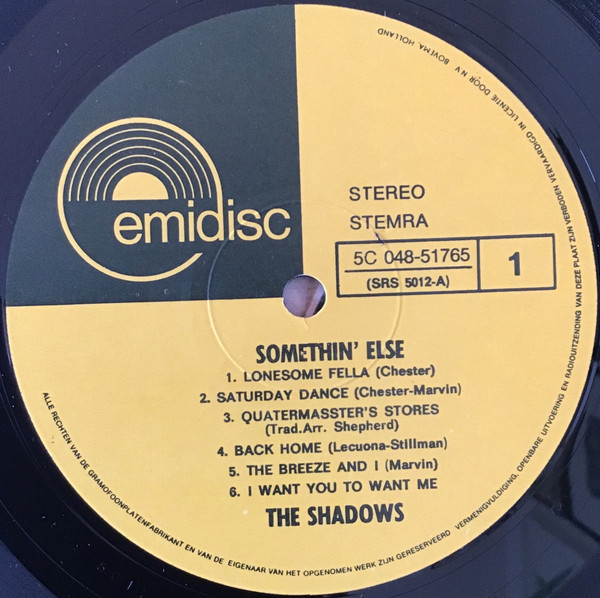 emidisc
STEREO
STEMRA
5C 048-51765
(SRS 5012-A)
1
SOMETHIN' ELSE
1. LONESOME FELLA (Chester)
2. SATURDAY DANCE (Chester-Marvin)
3. QUATERMASSTER'S STORES
(Trad.Arr. Shepherd)
4. BACK HOME (Lecuona-Stillman)
5. THE BREEZE AND I (Marvin)
6. I WANT YOU TO WANT ME
THE SHADOWS
ALLE RECHTEN VAN DE GRAMOFOONPLATENFABRIKANT EN VAN DE EIGENAAR VAN HET OPGENOMEN WERK ZIJN GERESERVEERD VERMENIGVULDIGING, OPENBARE UITVOERING EN RADIOUITZENDING VAN DEZE PLAAT ZIJN VERBODEN VERVAARDIGD IN LICENTIE DOOR N.V. BOVEMA, HOLLAND